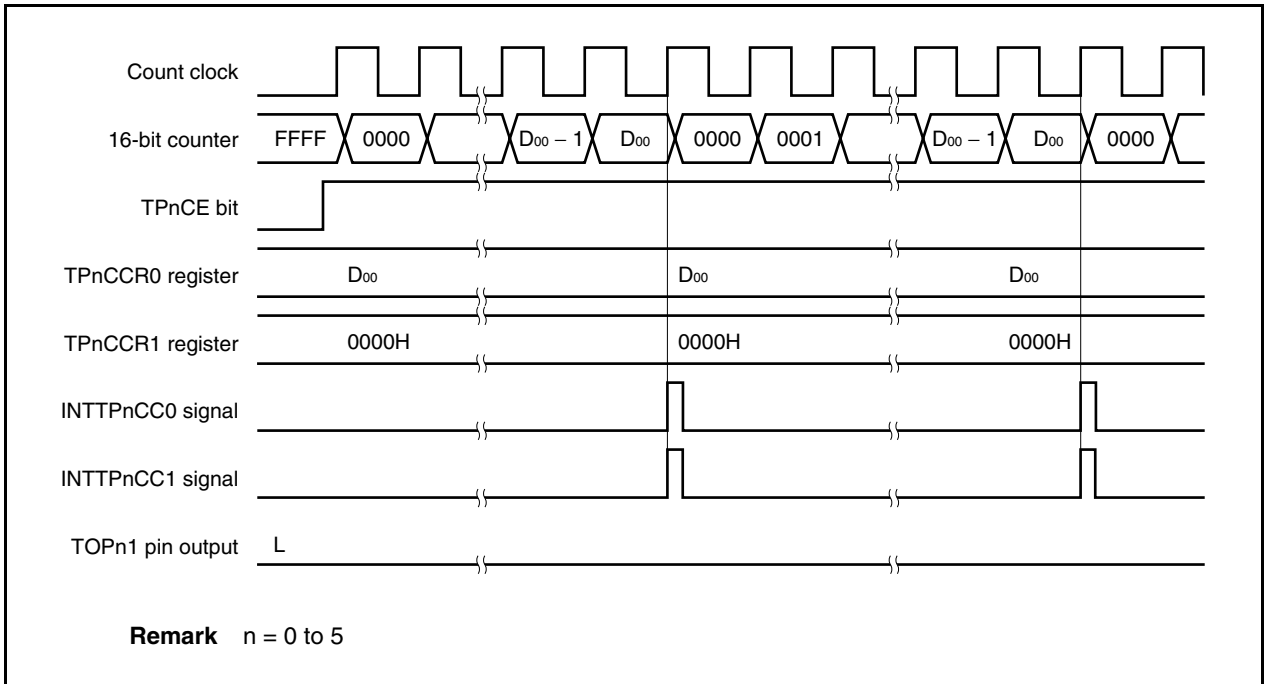 Count clock
16-bit counter FFFF 0000 D00 − 1 D00 0000 0001 D00 − 1 D00 0000
TPnCE bit
TPnCCR0 register D00 D00 D00
TPnCCR1 register 0000H 0000H 0000H
INTTPnCC0 signal
INTTPnCC1 signal
TOPn1 pin output L
Remark n = 0 to 5